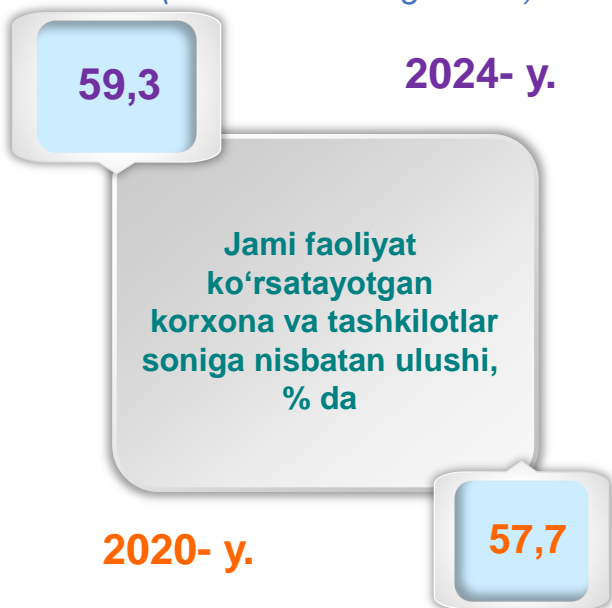 59,3
2024- y.
Jami faoliyat
ko‘rsatayotgan
korxona va tashkilotlar
soniga nisbatan ulushi,
% da
2020- y.
57,7